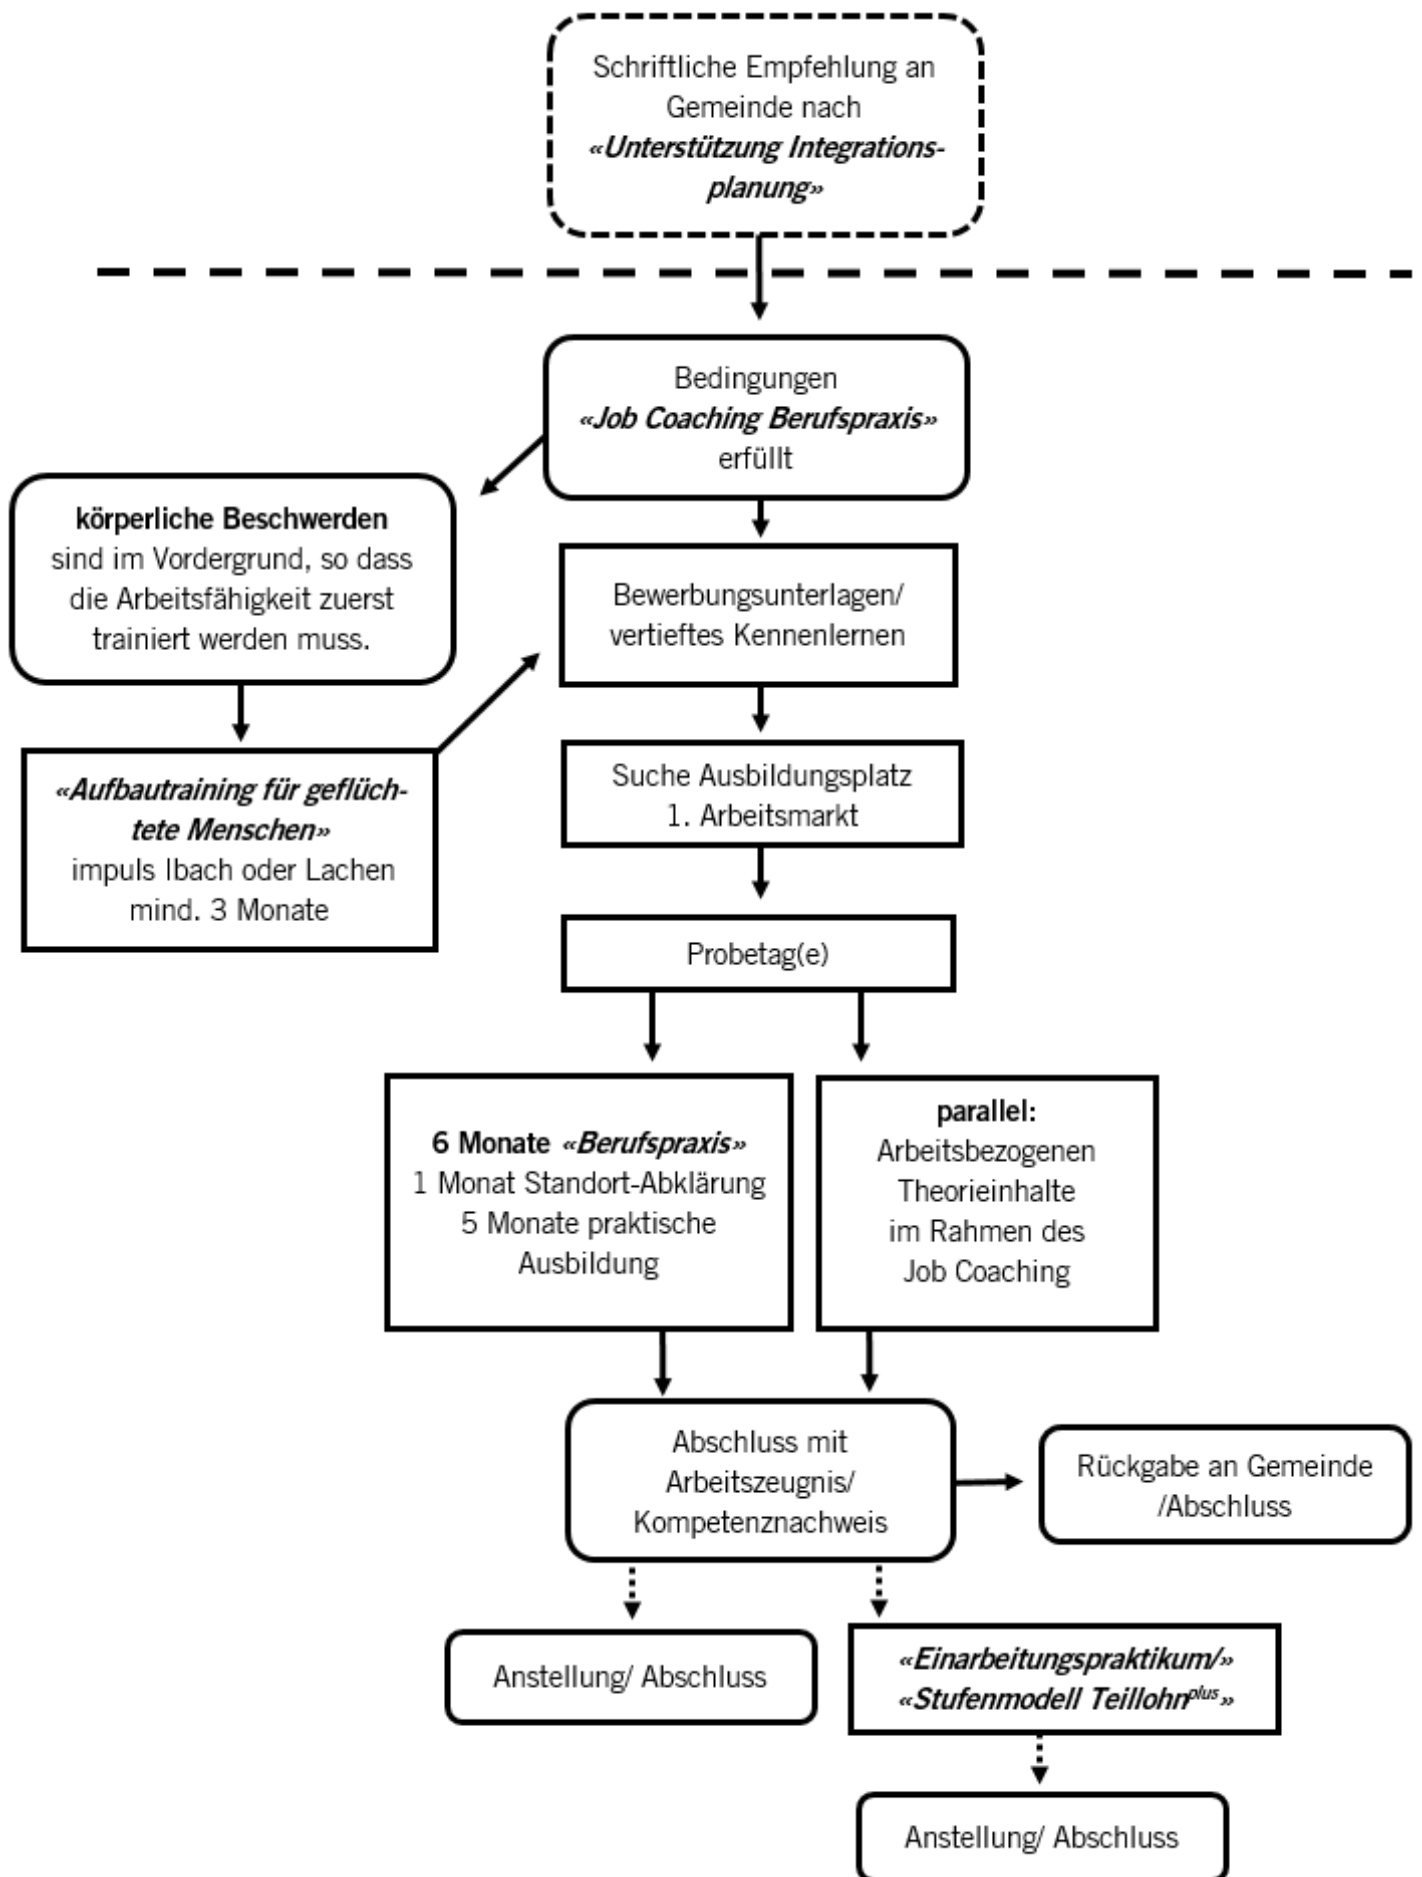 Schriftliche Empfehlung an
Gemeinde nach
«Unterstützung Integrations-
planung»
Bedingungen
«Job Coaching Berufspraxis»
erfüllt
körperliche Beschwerden
sind im Vordergrund, so dass
die Arbeitsfähigkeit zuerst
trainiert werden muss.
Bewerbungsunterlagen/
vertieftes Kennenlernen
«Aufbautraining für geflüch-
tete Menschen»
impuls Ibach oder Lachen
mind. 3 Monate
Suche Ausbildungsplatz
1. Arbeitsmarkt
Probetag(e)
6 Monate «Berufspraxis»
1 Monat Standort-Abklärung
5 Monate praktische
Ausbildung
parallel:
Arbeitsbezogenen
Theorieinhalte
im Rahmen des
Job Coaching
Abschluss mit
Arbeitszeugnis/
Kompetenznachweis
Rückgabe an Gemeinde
/Abschluss
Anstellung/ Abschluss
«Einarbeitungspraktikum/»
«Stufenmodell Teillohnplus»
Anstellung/ Abschluss